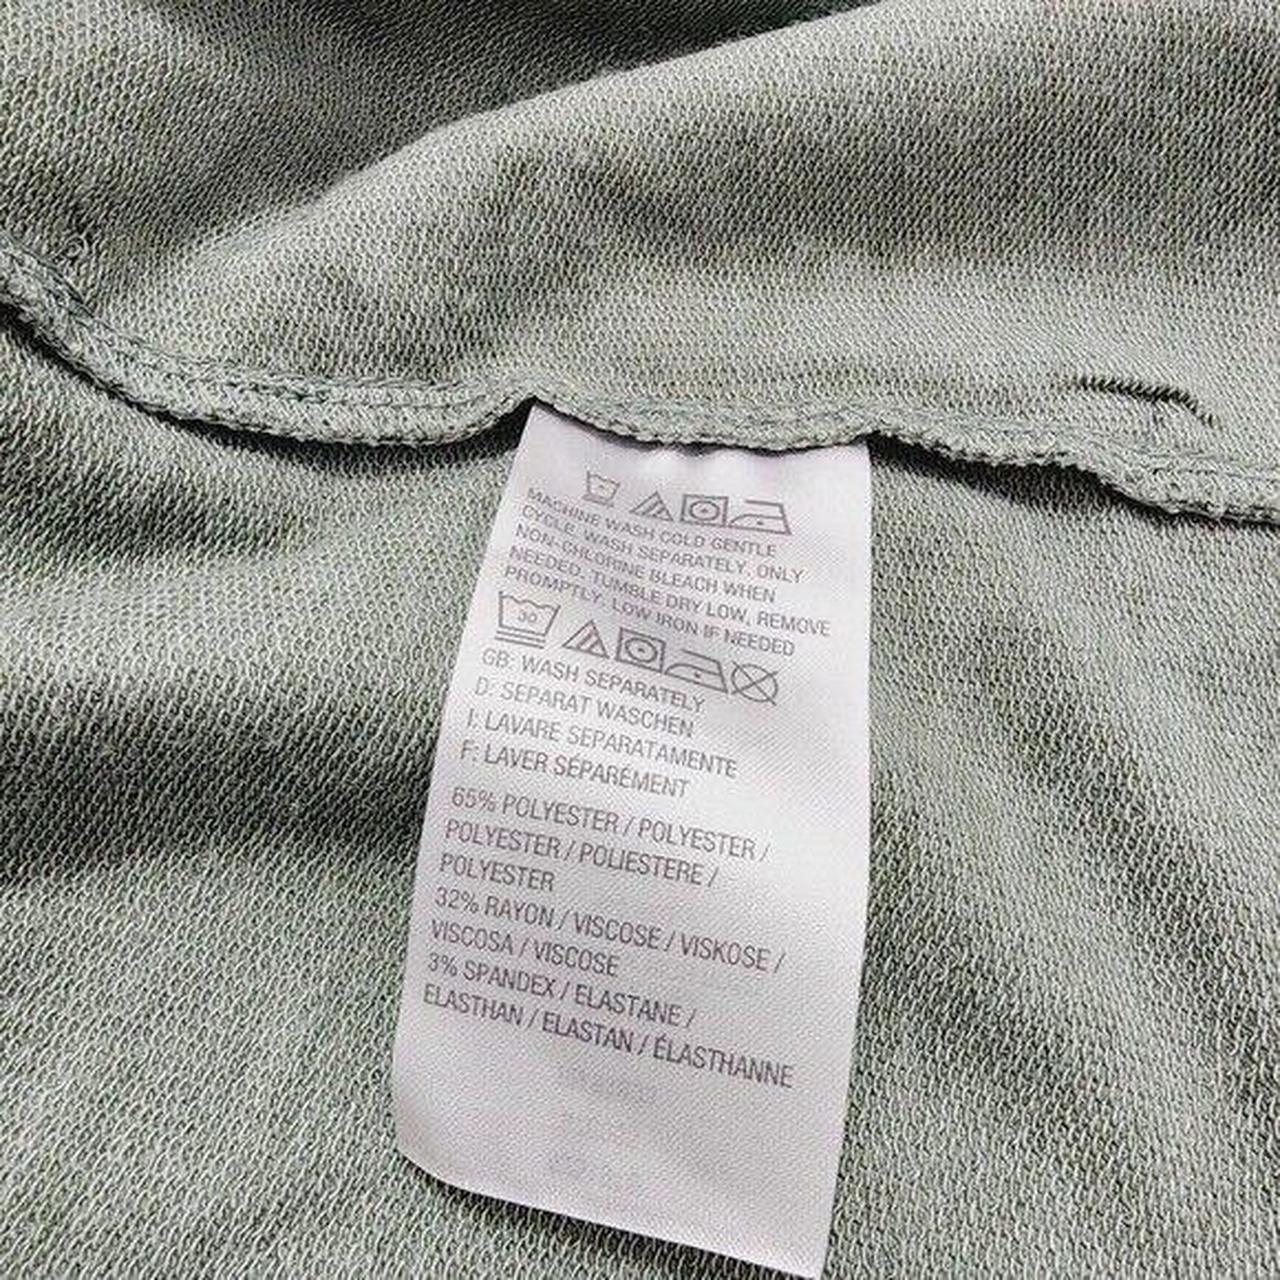 MACHINE WASH COLD GENTLE
CYCLE, WASH SEPARATELY, ONLY
NON-CHLORINE BLEACH WHEN
NEEDED, TUMBLE DRY LOW, REMOVE
PROMPTLY, LOW IRON IF NEEDED
30
GB: WASH SEPARATELY
D: SEPARAT WASCHEN
I: LAVARE SEPARATAMENTE
F: LAVER SÉPARÉMENT
65% POLYESTER / POLYESTER /
POLYESTER / POLIESTERE /
POLYESTER
32% RAYON / VISCOSE / VISKOSE /
VISCOSA / VISCOSE
3% SPANDEX / ELASTANE /
ELASTHAN / ELASTAN / ÉLASTHANNE